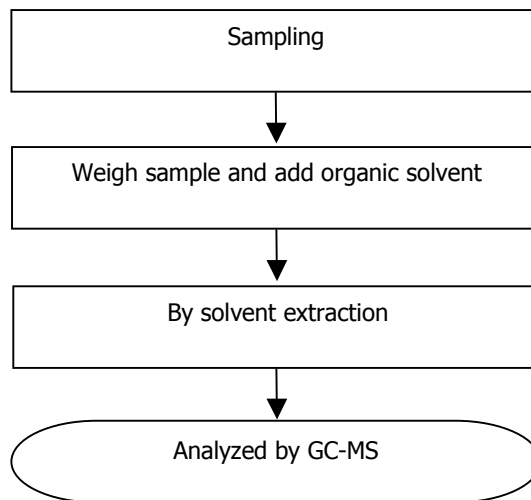 Sampling
Weigh sample and add organic solvent
By solvent extraction
Analyzed by GC-MS